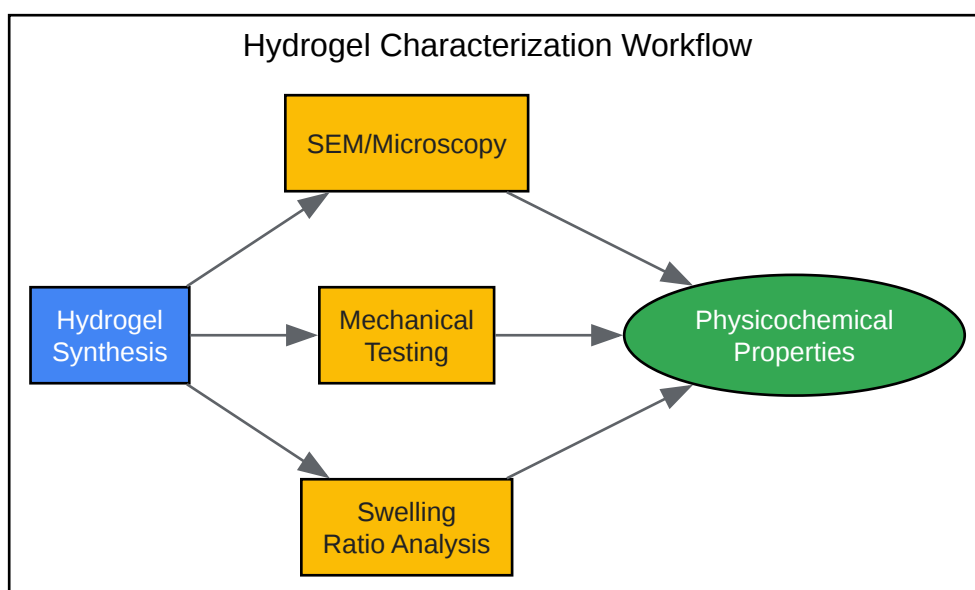 Hydrogel Characterization Workflow
SEM/Microscopy
Hydrogel
Synthesis
Mechanical
Testing
Physicochemical
Properties
Swelling
Ratio Analysis